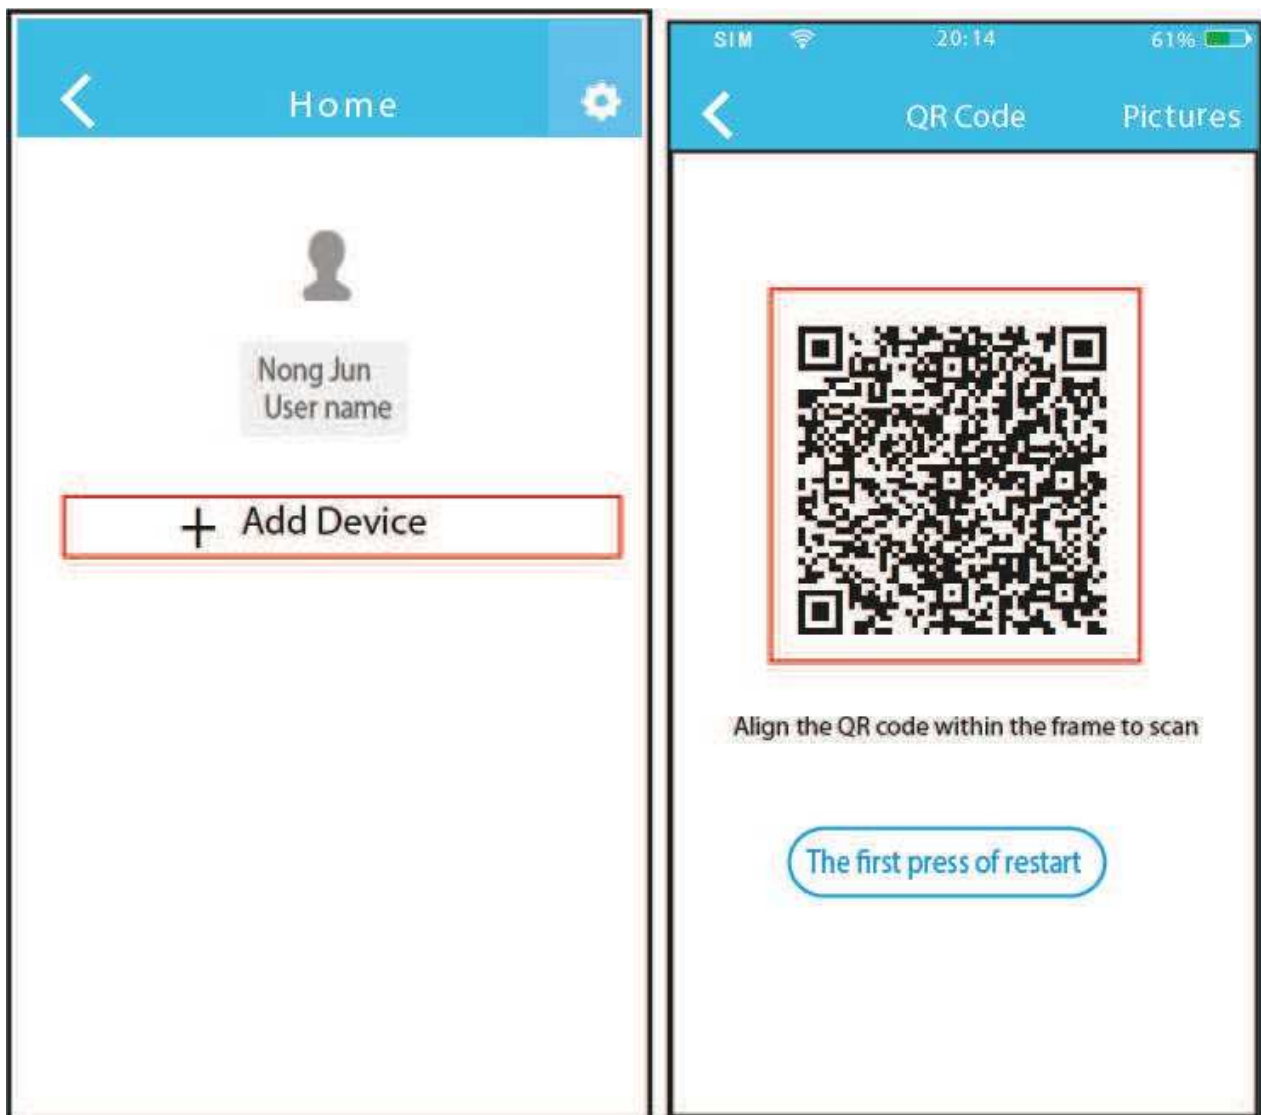 Home
Nong Jun
User name
+ Add Device
SIM 20:14 61%
QR Code Pictures
Align the QR code within the frame to scan
The first press of restart